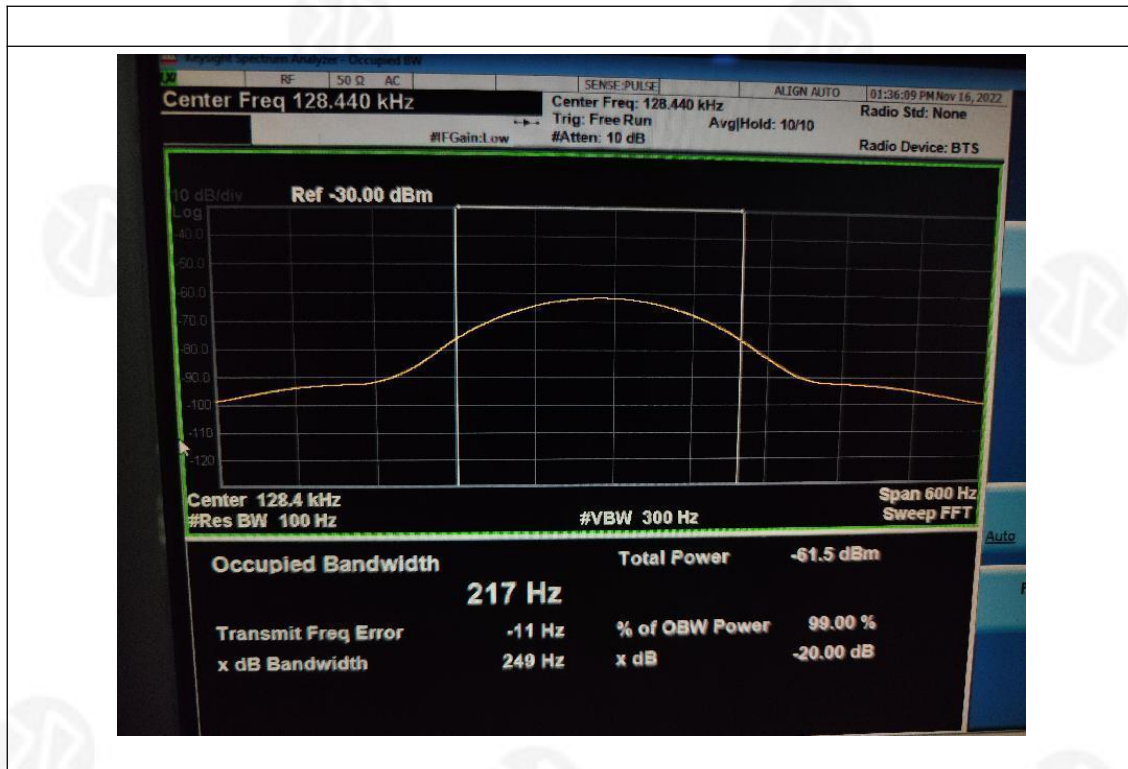 Keysight Spectrum Analyzer - Occupied BW
LXI RF 50 Ω AC SENSE:PULSE ALIGN AUTO 01:36:09 PM Nov 16, 2022
Center Freq 128.440 kHz
Center Freq: 128.440 kHz Radio Std: None
Trig: Free Run Avg|Hold: 10/10
#IFGain:Low #Atten: 10 dB Radio Device: BTS
10 dB/div Ref -30.00 dBm
Log
-40.0
-50.0
-60.0
-70.0
-80.0
-90.0
-100
-110
-120
Center 128.4 kHz Span 600 Hz
#Res BW 100 Hz #VBW 300 Hz Sweep FFT
Auto
Occupied Bandwidth Total Power -61.5 dBm
217 Hz
Transmit Freq Error -11 Hz % of OBW Power 99.00 %
x dB Bandwidth 249 Hz x dB -20.00 dB